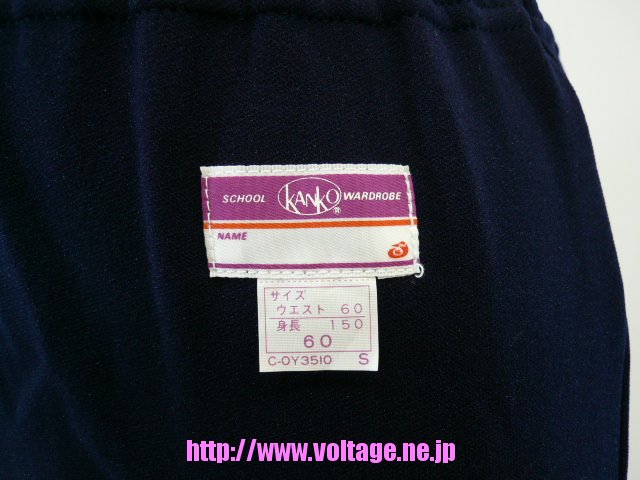 SCHOOL KANKO® WARDROBE
NAME
サイズ
ウエスト 60
身長 150
60
C-OY3510 S
http://www.voltage.ne.jp